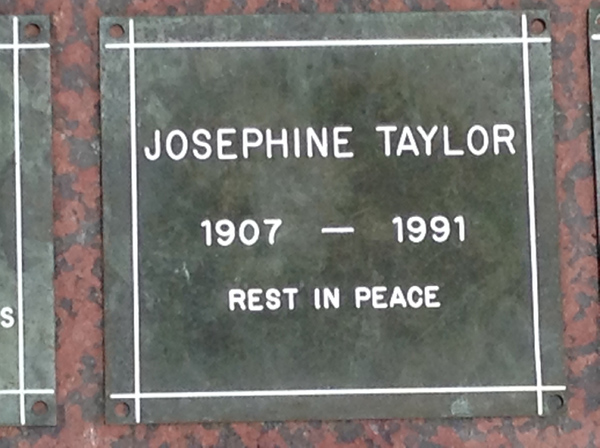 JOSEPHINE TAYLOR
1907 — 1991
REST IN PEACE
S